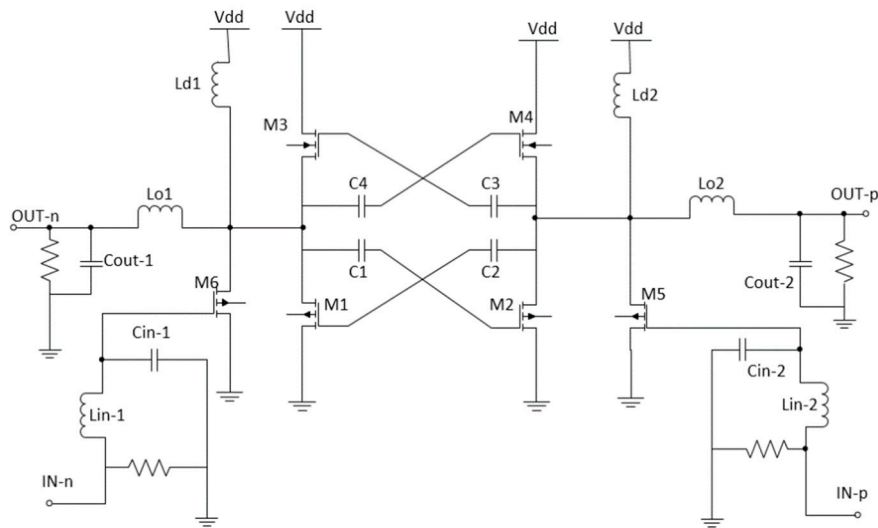 Vdd
Vdd
Vdd
Vdd
Ld1
Ld2
M3
M4
C4
C3
Lo1
Lo2
OUT-n
OUT-p
Cout-1
C1
C2
Cout-2
M6
M1
M2
M5
Cin-1
Cin-2
Lin-1
Lin-2
IN-n
IN-p